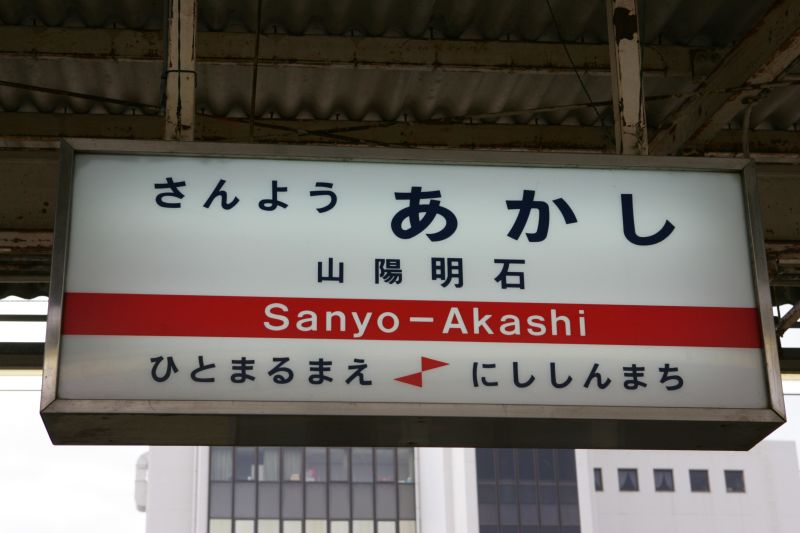 さんよう あかし
山陽明石
Sanyo-Akashi
ひとまるまえ にししんまち